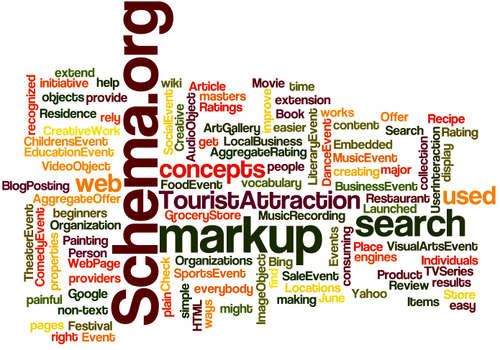 Schema.org
markup
search
TouristAttraction
concepts
web
used
extend
initiative
help
recognized
objects
provide
Residence
rely
CreativeWork
ChildrensEvent
EducationEvent
VideoObject
BlogPosting
AggregateOffer
beginners
Organization
TheaterEvent
ComedyEvent
properties
Painting
Person
WebPage
providers
painful
Google
non-text
pages
Festival
right
Event
wiki
SocialEvent
Creative
AudioObject
Article
masters
Ratings
ArtGallery
get
LocalBusiness
AggregateRating
Movie
time
improve
extension
Book
easier
LiteraryEvent
works
DanceEvent
content
Embedded
MusicEvent
creating
major
Offer
Search
Recipe
Rating
collection
UserInteraction
display
people
FoodEvent
vocabulary
BusinessEvent
Restaurant
Launched
GroceryStore
MusicRecording
plain
Check
Organizations
SportsEvent
simple
HTML
everybody
ways
might
ImageObject
find
Bing
SaleEvent
Locations
making
June
Events
consuming
Place
engines
VisualArtsEvent
Individuals
Product
TVSeries
Review
results
Yahoo
Items
Store
easy